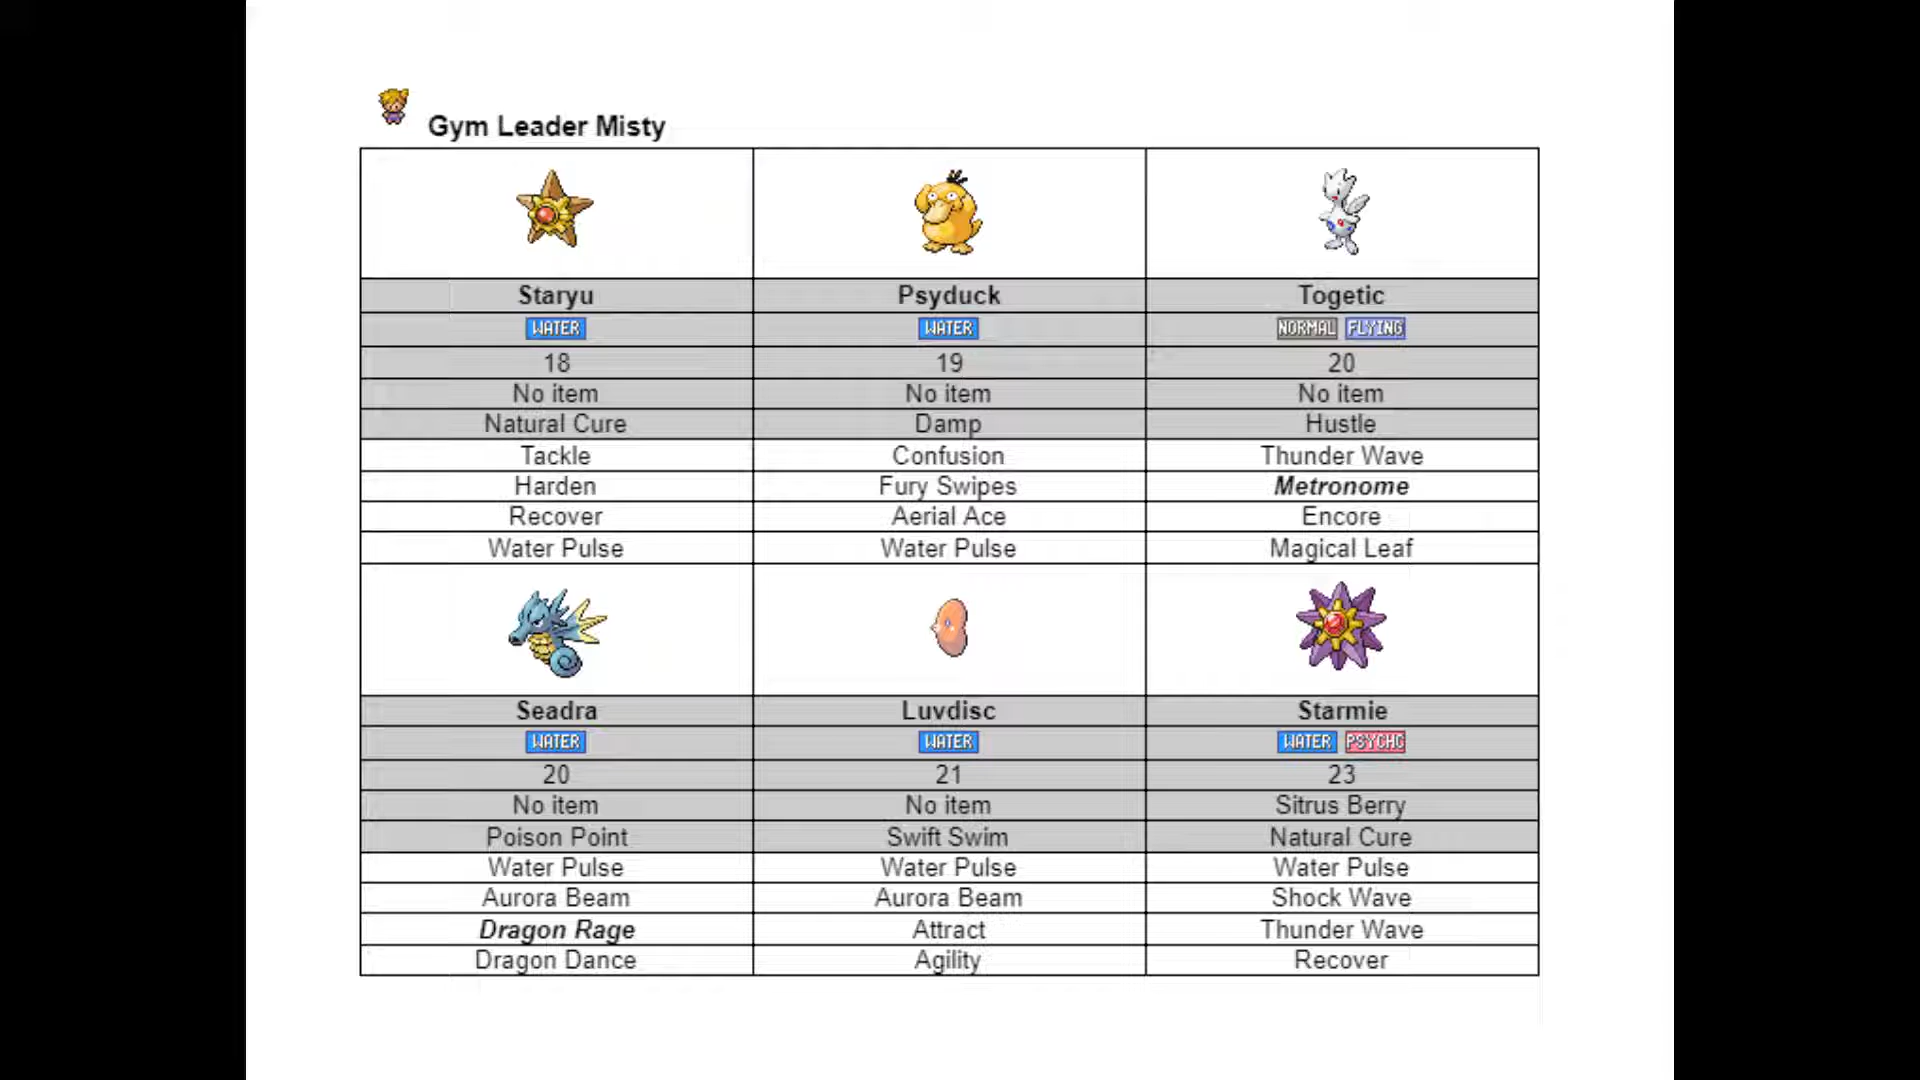 Gym Leader Misty
Staryu Psyduck Togetic
WATER WATER NORMAL FLYING
18 19 20
No item No item No item
Natural Cure Damp Hustle
Tackle Confusion Thunder Wave
Harden Fury Swipes Metronome
Recover Aerial Ace Encore
Water Pulse Water Pulse Magical Leaf
Seadra Luvdisc Starmie
WATER WATER WATER PSYCHC
20 21 23
No item No item Sitrus Berry
Poison Point Swift Swim Natural Cure
Water Pulse Water Pulse Water Pulse
Aurora Beam Aurora Beam Shock Wave
Dragon Rage Attract Thunder Wave
Dragon Dance Agility Recover